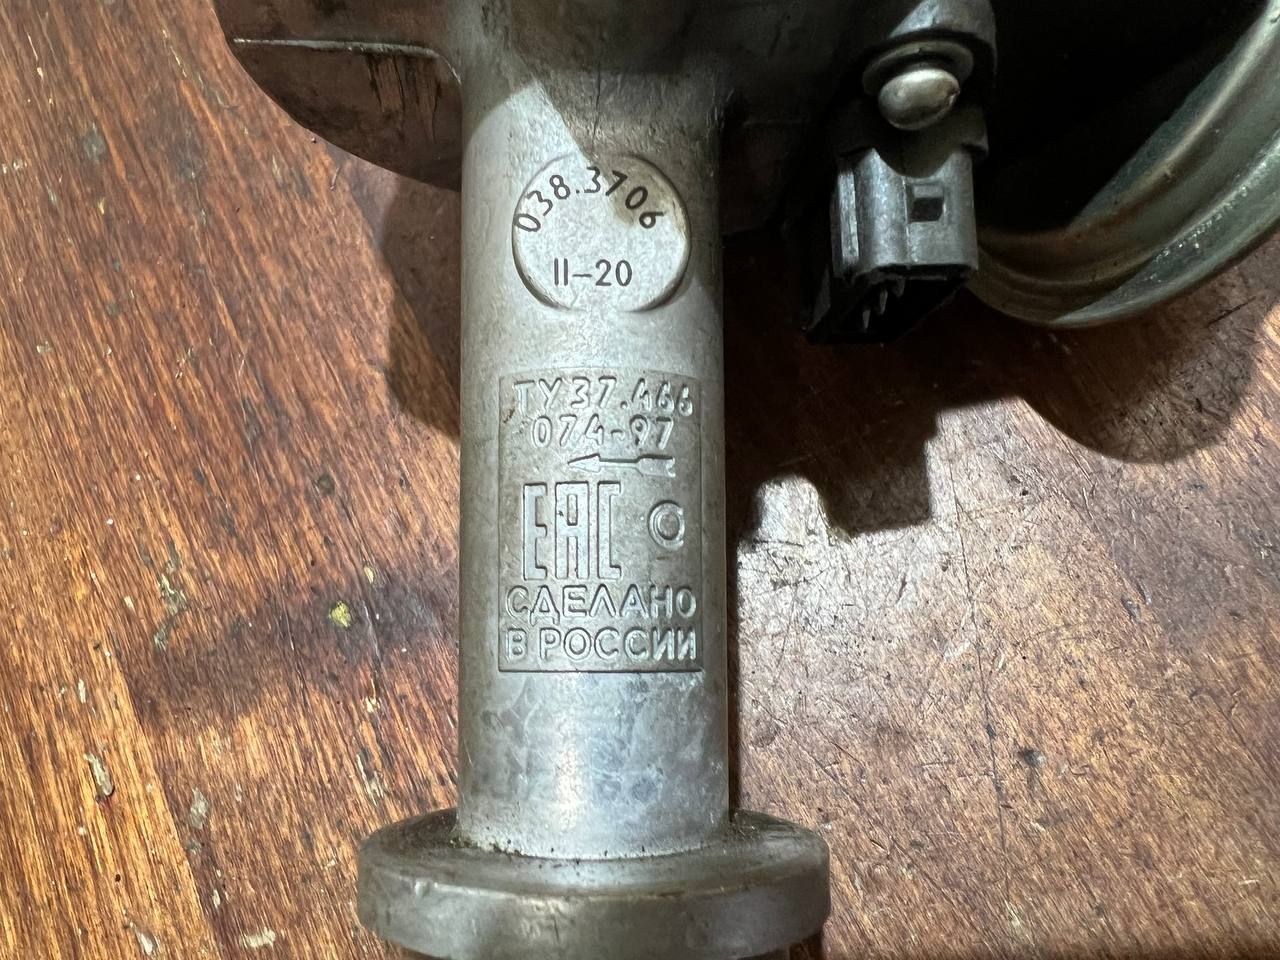 038.3706
II-20
ТУ37.466
074-97
ЕАС
СДЕЛАНО
В РОССИИ